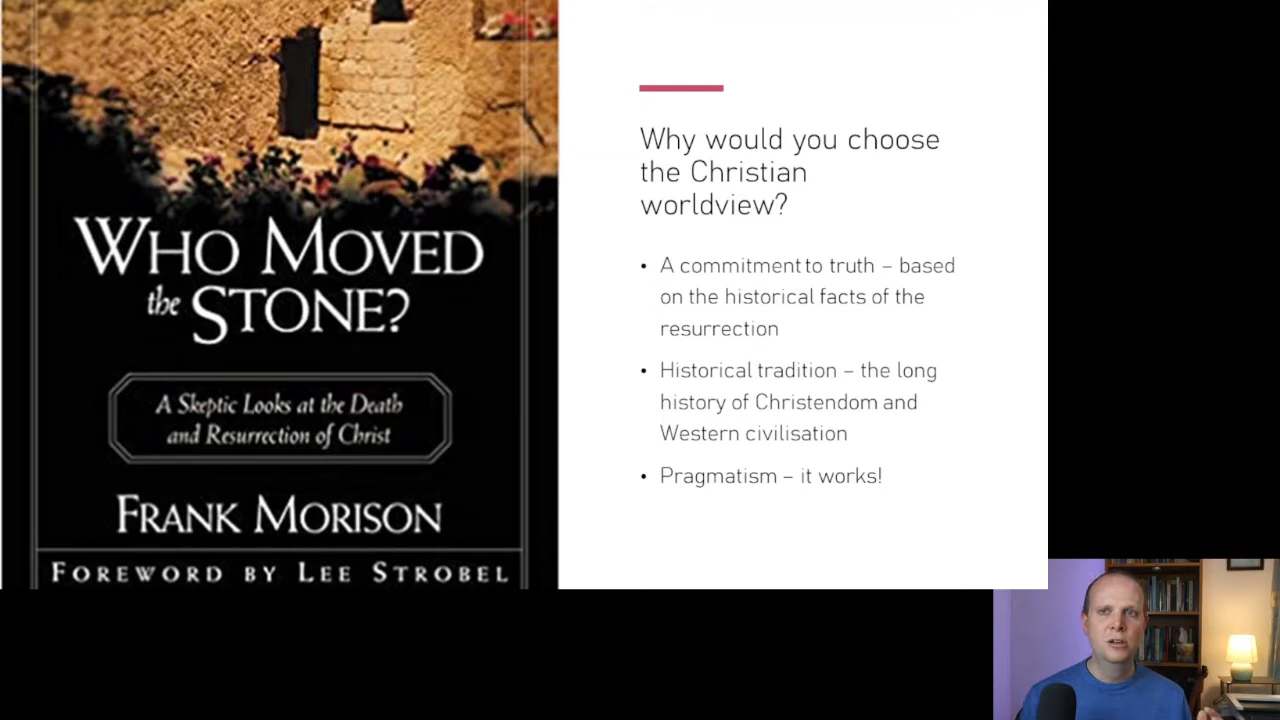 WHO MOVED
the STONE?
A Skeptic Looks at the Death
and Resurrection of Christ
FRANK MORISON
FOREWORD BY LEE STROBEL
Why would you choose
the Christian
worldview?
• A commitment to truth – based
on the historical facts of the
resurrection
• Historical tradition – the long
history of Christendom and
Western civilisation
• Pragmatism – it works!